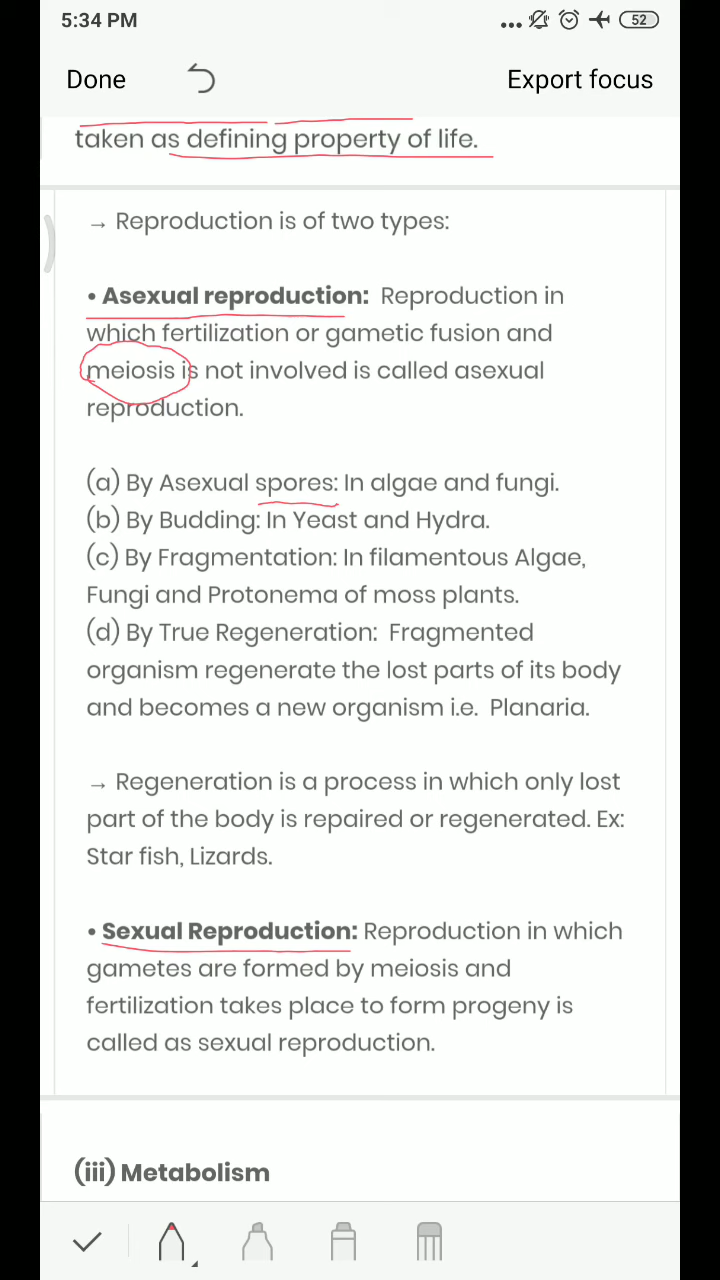 5:34 PM
52
Done
Export focus
taken as defining property of life.
→ Reproduction is of two types:
• Asexual reproduction: Reproduction in
which fertilization or gametic fusion and
meiosis is not involved is called asexual
reproduction.
(a) By Asexual spores: In algae and fungi.
(b) By Budding: In Yeast and Hydra.
(c) By Fragmentation: In filamentous Algae,
Fungi and Protonema of moss plants.
(d) By True Regeneration: Fragmented
organism regenerate the lost parts of its body
and becomes a new organism i.e. Planaria.
→ Regeneration is a process in which only lost
part of the body is repaired or regenerated. Ex:
Star fish, Lizards.
• Sexual Reproduction: Reproduction in which
gametes are formed by meiosis and
fertilization takes place to form progeny is
called as sexual reproduction.
(iii) Metabolism